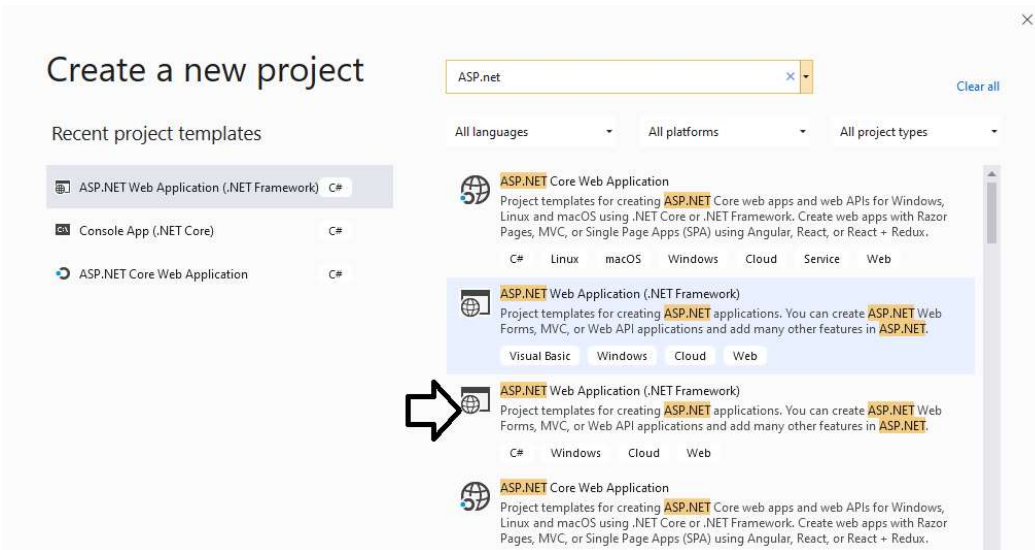 Create a new project
Recent project templates
ASP.NET Web Application (.NET Framework) C#
Console App (.NET Core) C#
ASP.NET Core Web Application C#
ASP.net
Clear all
All languages All platforms All project types
ASP.NET Core Web Application
Project templates for creating ASP.NET Core web apps and web APIs for Windows,
Linux and macOS using .NET Core or .NET Framework. Create web apps with Razor
Pages, MVC, or Single Page Apps (SPA) using Angular, React, or React + Redux.
C# Linux macOS Windows Cloud Service Web
ASP.NET Web Application (.NET Framework)
Project templates for creating ASP.NET applications. You can create ASP.NET Web
Forms, MVC, or Web API applications and add many other features in ASP.NET.
Visual Basic Windows Cloud Web
ASP.NET Web Application (.NET Framework)
Project templates for creating ASP.NET applications. You can create ASP.NET Web
Forms, MVC, or Web API applications and add many other features in ASP.NET.
C# Windows Cloud Web
ASP.NET Core Web Application
Project templates for creating ASP.NET Core web apps and web APIs for Windows,
Linux and macOS using .NET Core or .NET Framework. Create web apps with Razor
Pages, MVC, or Single Page Apps (SPA) using Angular, React, or React + Redux.